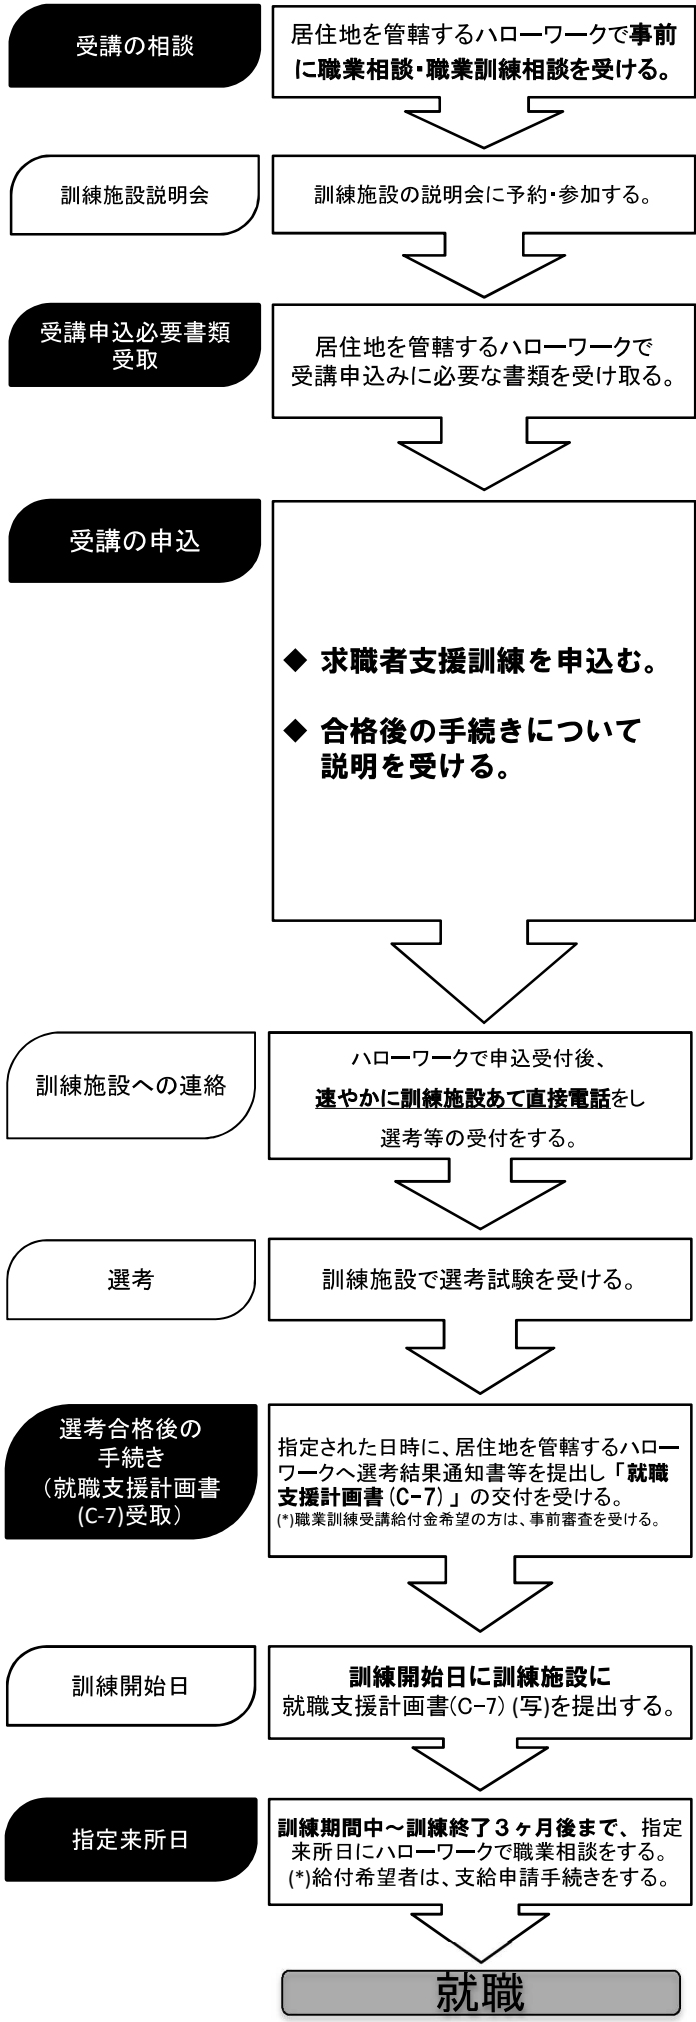 受講の相談
居住地を管轄するハローワークで事前
に職業相談・職業訓練相談を受ける。
訓練施設説明会
訓練施設の説明会に予約・参加する。
受講申込必要書類
受取
居住地を管轄するハローワークで
受講申込みに必要な書類を受け取る。
受講の申込
◆ 求職者支援訓練を申込む。
◆ 合格後の手続きについて
説明を受ける。
訓練施設への連絡
ハローワークで申込受付後、
速やかに訓練施設あて直接電話をし
選考等の受付をする。
選考
訓練施設で選考試験を受ける。
選考合格後の
手続き
（就職支援計画書
(C-7)受取）
指定された日時に、居住地を管轄するハロー
ワークへ選考結果通知書等を提出し「就職
支援計画書(C-7)」の交付を受ける。
(*)職業訓練受講給付金希望の方は、事前審査を受ける。
訓練開始日
訓練開始日に訓練施設に
就職支援計画書(C-7)(写)を提出する。
指定来所日
訓練期間中～訓練終了３ヶ月後まで、指定
来所日にハローワークで職業相談をする。
(*)給付希望者は、支給申請手続きをする。
就職